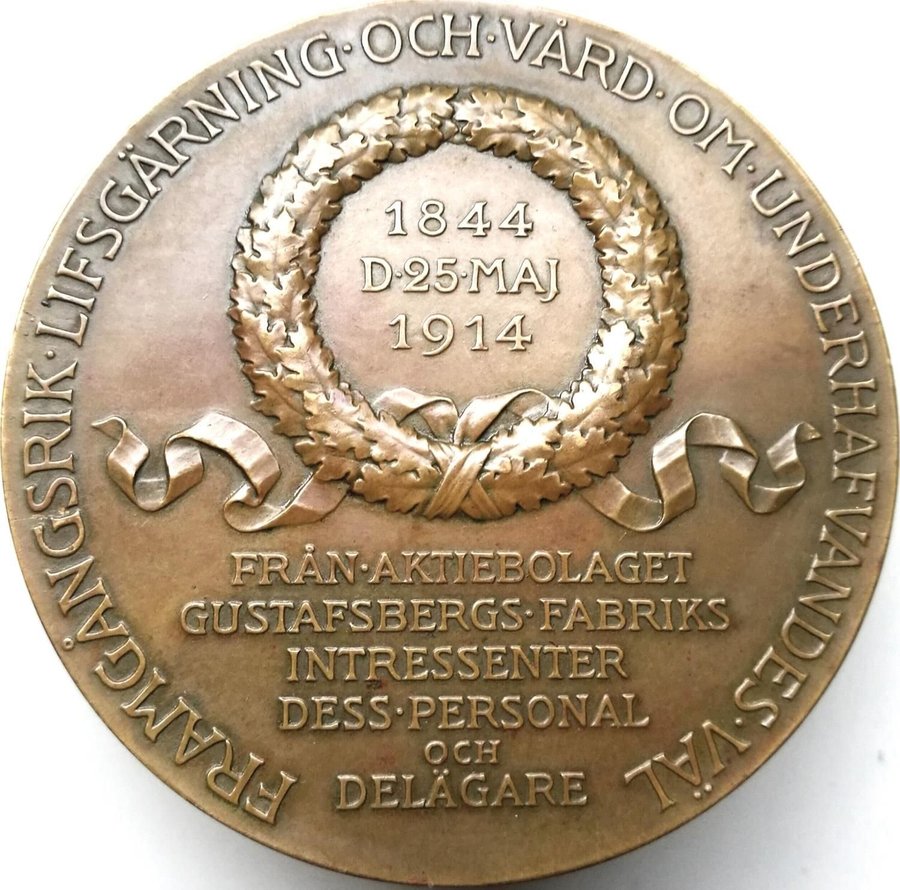 FRAMGÅNGSRIK·LIFSGÄRNING·OCH·VÅRD·OM·UNDERHAFVANDES·VÄL
1844
D·25·MAJ
1914
FRÅN·AKTIEBOLAGET
GUSTAFSBERGS·FABRIKS
INTRESSENTER
DESS·PERSONAL
OCH
DELÄGARE